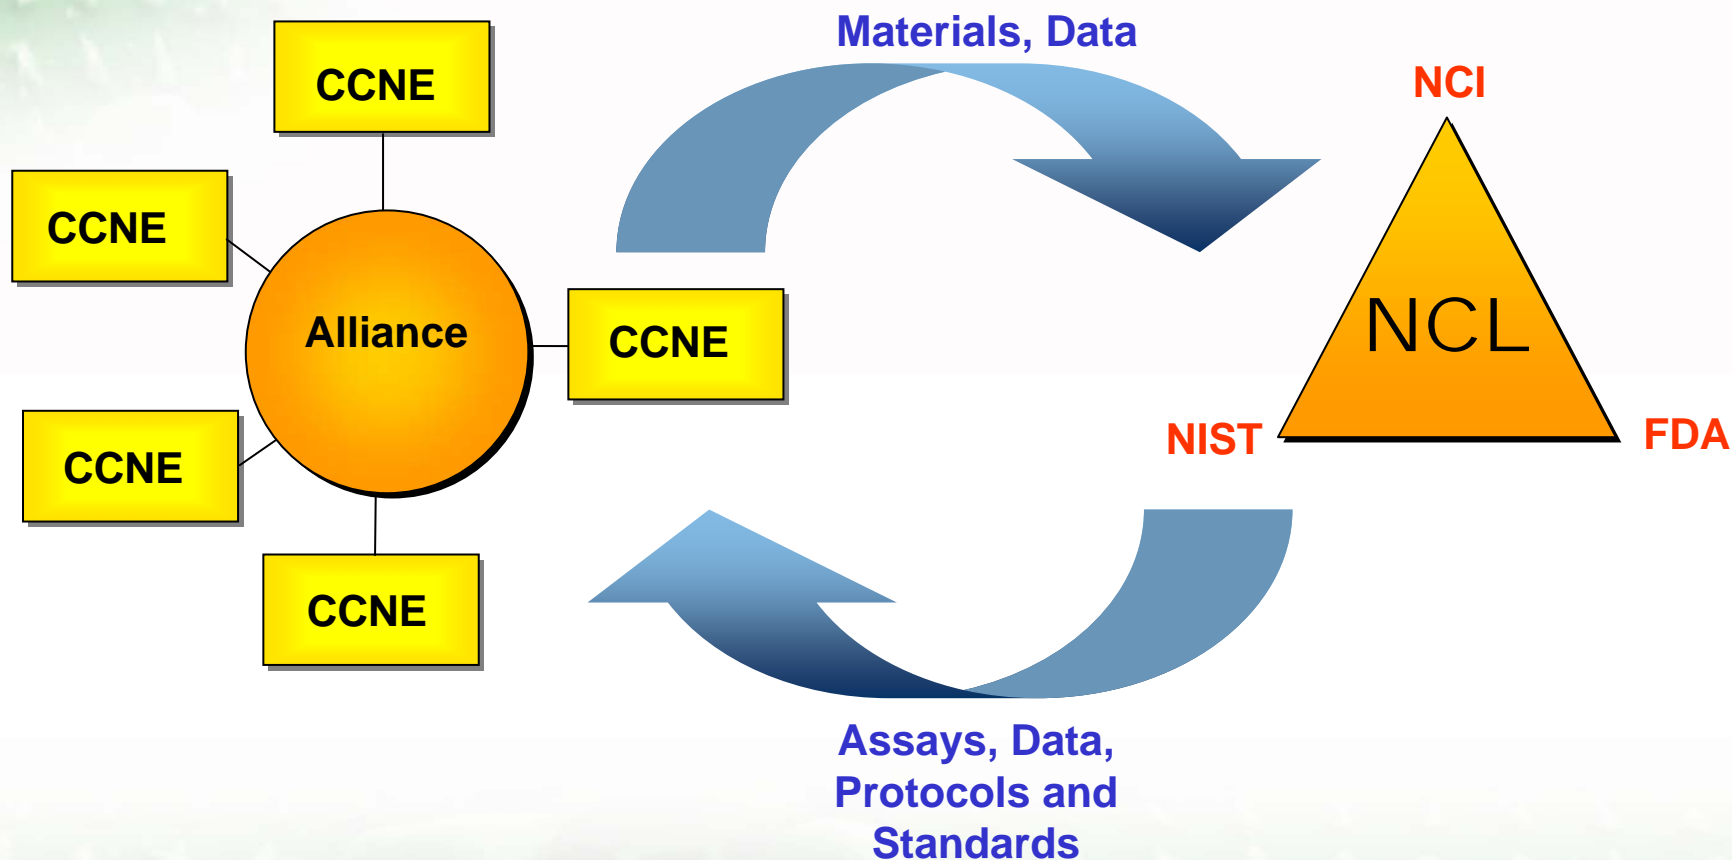 Materials, Data
CCNE
NCI
CCNE
Alliance
CCNE
NCL
CCNE
NIST
FDA
CCNE
Assays, Data,
Protocols and
Standards